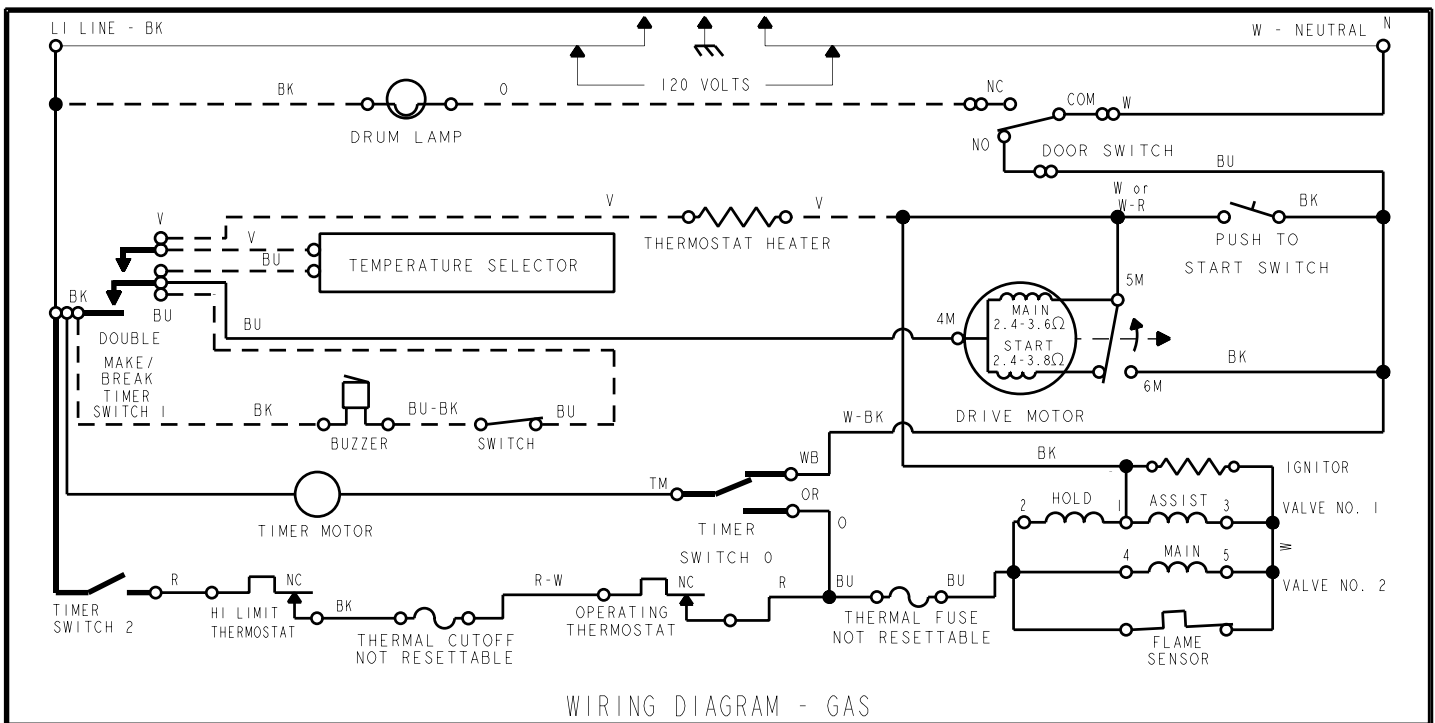 LI LINE - BK
W - NEUTRAL
N
120 VOLTS
BK
O
DRUM LAMP
NC
COM
W
NO
DOOR SWITCH
BU
V
V
V
V
BU
TEMPERATURE SELECTOR
THERMOSTAT HEATER
W or
W-R
BK
PUSH TO
START SWITCH
BK
BU
BU
DOUBLE
MAKE/
BREAK
TIMER
SWITCH 1
4M
5M
MAIN
2.4-3.6Ω
START
2.4-3.8Ω
BK
6M
DRIVE MOTOR
BK
BUZZER
BU-BK
SWITCH
BU
W-BK
TM
WB
OR
O
TIMER MOTOR
TIMER
SWITCH 0
BK
IGNITOR
2
HOLD
1
ASSIST
3
VALVE NO. 1
W
4
MAIN
5
VALVE NO. 2
FLAME
SENSOR
TIMER
SWITCH 2
R
HI LIMIT
THERMOSTAT
NC
BK
THERMAL CUTOFF
NOT RESETTABLE
R-W
OPERATING
THERMOSTAT
NC
R
BU
BU
THERMAL FUSE
NOT RESETTABLE
WIRING DIAGRAM - GAS